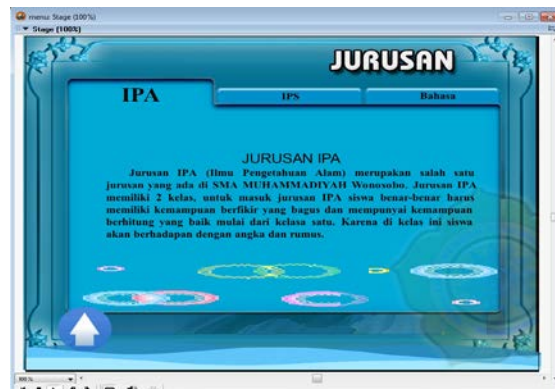 menu: Stage (100%)
Stage (100%)
JURUSAN
IPA IPS Bahasa
JURUSAN IPA
Jurusan IPA (Ilmu Pengetahuan Alam) merupakan salah satu
jurusan yang ada di SMA MUHAMMADIYAH Wonosobo. Jurusan IPA
memiliki 2 kelas, untuk masuk jurusan IPA siswa benar-benar harus
memiliki kemampuan berfikir yang bagus dan mempunyai kemampuan
berhitung yang baik mulai dari kelasa satu. Karena di kelas ini siswa
akan berhadapan dengan angka dan rumus.